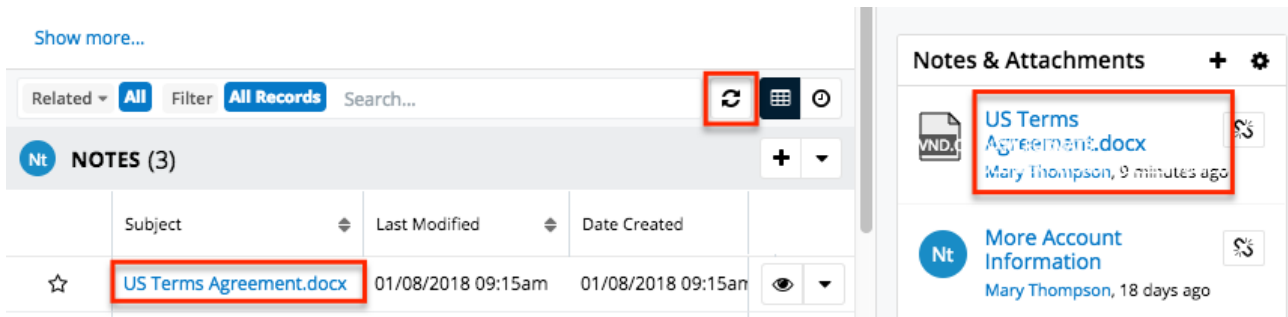 Show more...
Related All Filter All Records Search...
Nt NOTES (3)
Subject Last Modified Date Created
US Terms Agreement.docx 01/08/2018 09:15am 01/08/2018 09:15am
Notes & Attachments
US Terms
Agreement.docx
Mary Thompson, 9 minutes ago
Nt
More Account
Information
Mary Thompson, 18 days ago